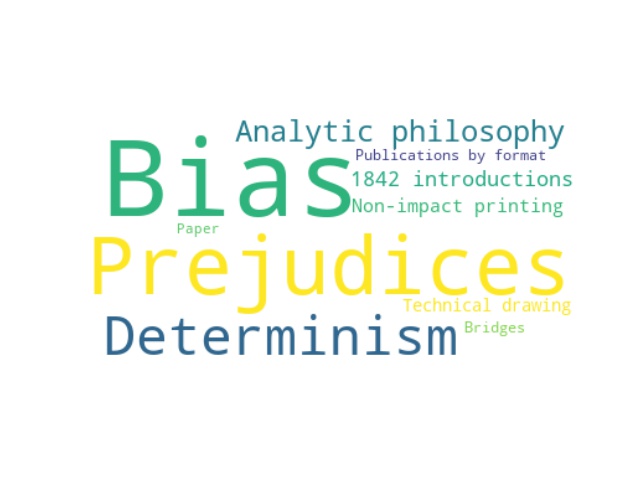 Analytic philosophy
Bias
Publications by format
1842 introductions
Non-impact printing
Paper
Prejudices
Technical drawing
Determinism
Bridges